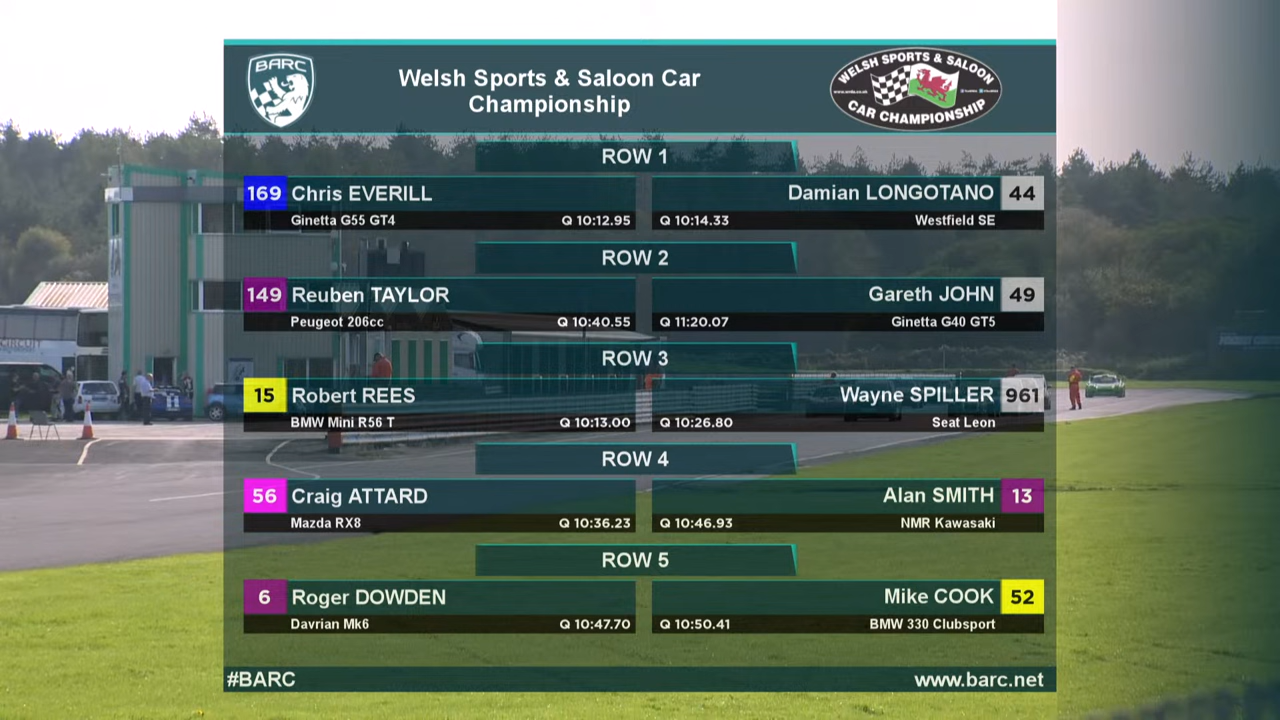 BARC
Welsh Sports & Saloon Car
Championship
WELSH SPORTS & SALOON
CAR CHAMPIONSHIP
ROW 1
169 Chris EVERILL
Ginetta G55 GT4 Q 10:12.95
Damian LONGOTANO 44
Q 10:14.33 Westfield SE
ROW 2
149 Reuben TAYLOR
Peugeot 206cc Q 10:40.55
Gareth JOHN 49
Q 11:20.07 Ginetta G40 GT5
ROW 3
15 Robert REES
BMW Mini R56 T Q 10:13.00
Wayne SPILLER 961
Q 10:26.80 Seat Leon
ROW 4
56 Craig ATTARD
Mazda RX8 Q 10:36.23
Alan SMITH 13
Q 10:46.93 NMR Kawasaki
ROW 5
6 Roger DOWDEN
Davrian Mk6 Q 10:47.70
Mike COOK 52
Q 10:50.41 BMW 330 Clubsport
#BARC
www.barc.net